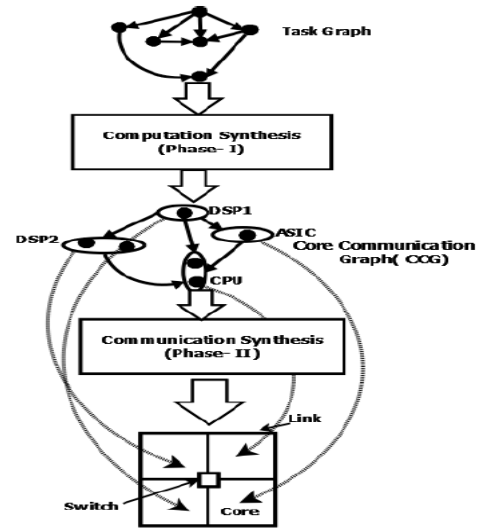 Task Graph
Computation Synthesis
(Phase- I)
DSP1
DSP2
ASIC
Core Communication
Graph( CCG)
CPU
Communication Synthesis
(Phase- II)
Link
Switch
Core